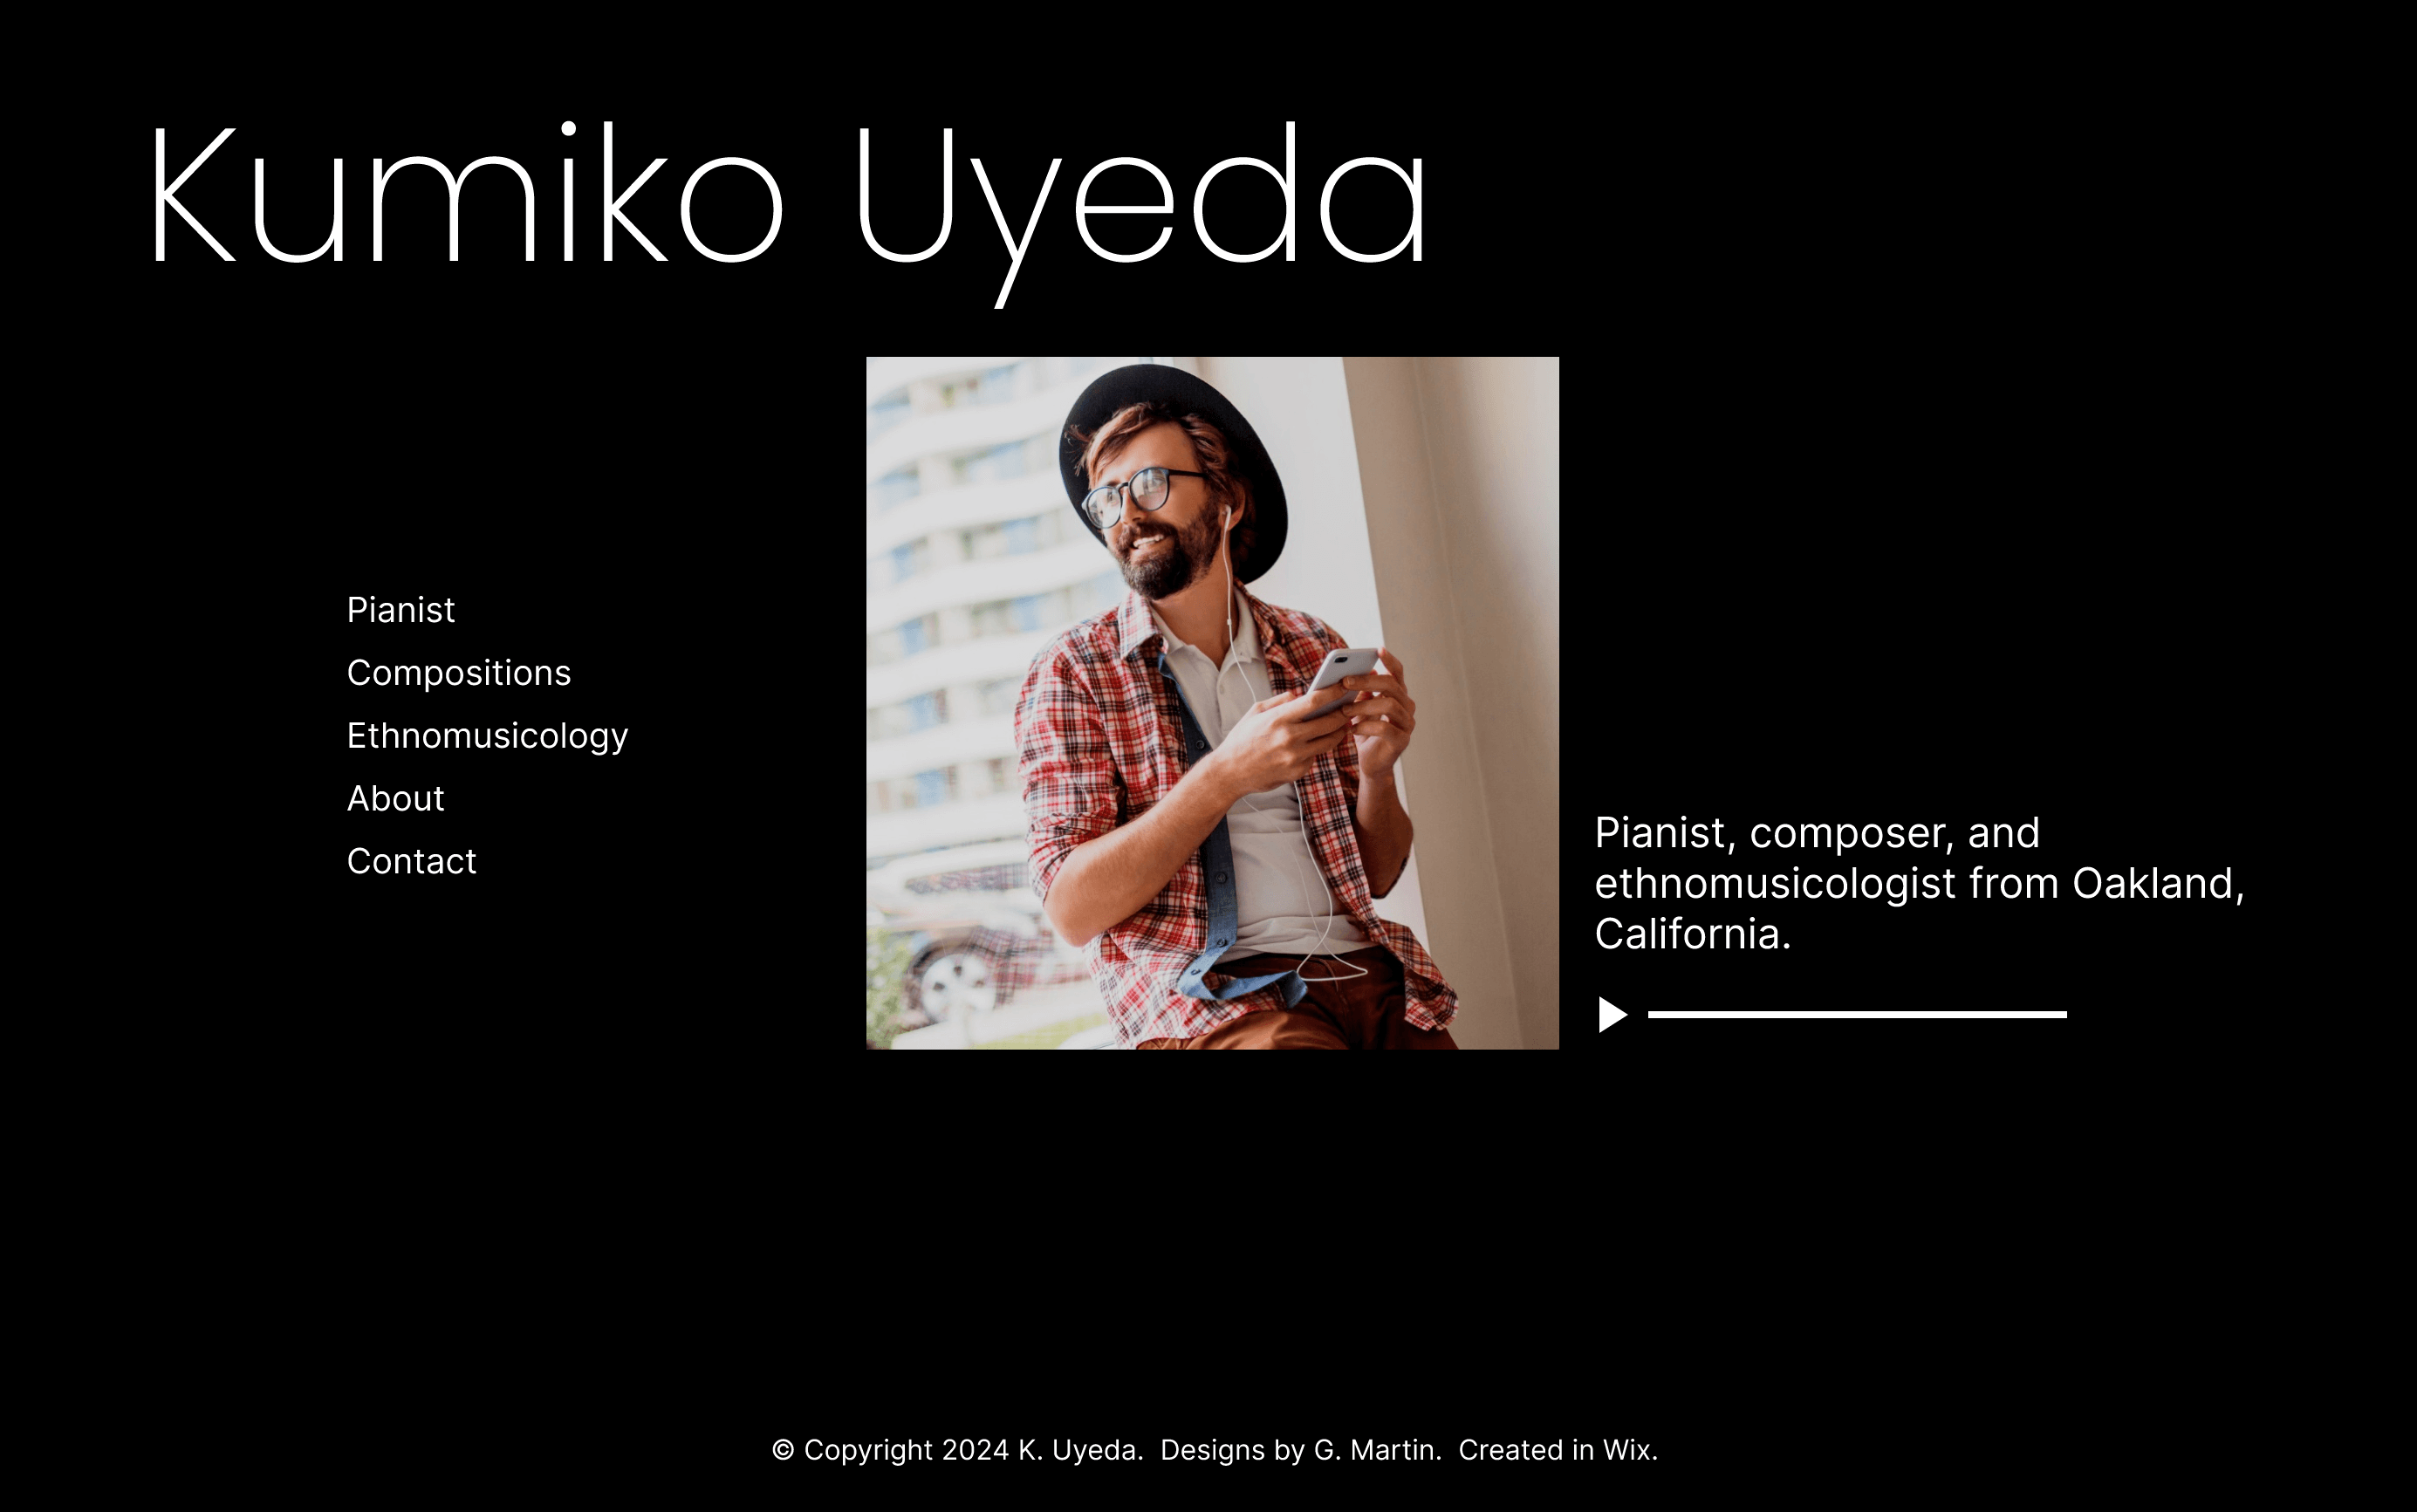 Kumiko Uyeda
Pianist
Compositions
Ethnomusicology
About
Contact
Pianist, composer, and
ethnomusicologist from Oakland,
California.
© Copyright 2024 K. Uyeda.  Designs by G. Martin.  Created in Wix.